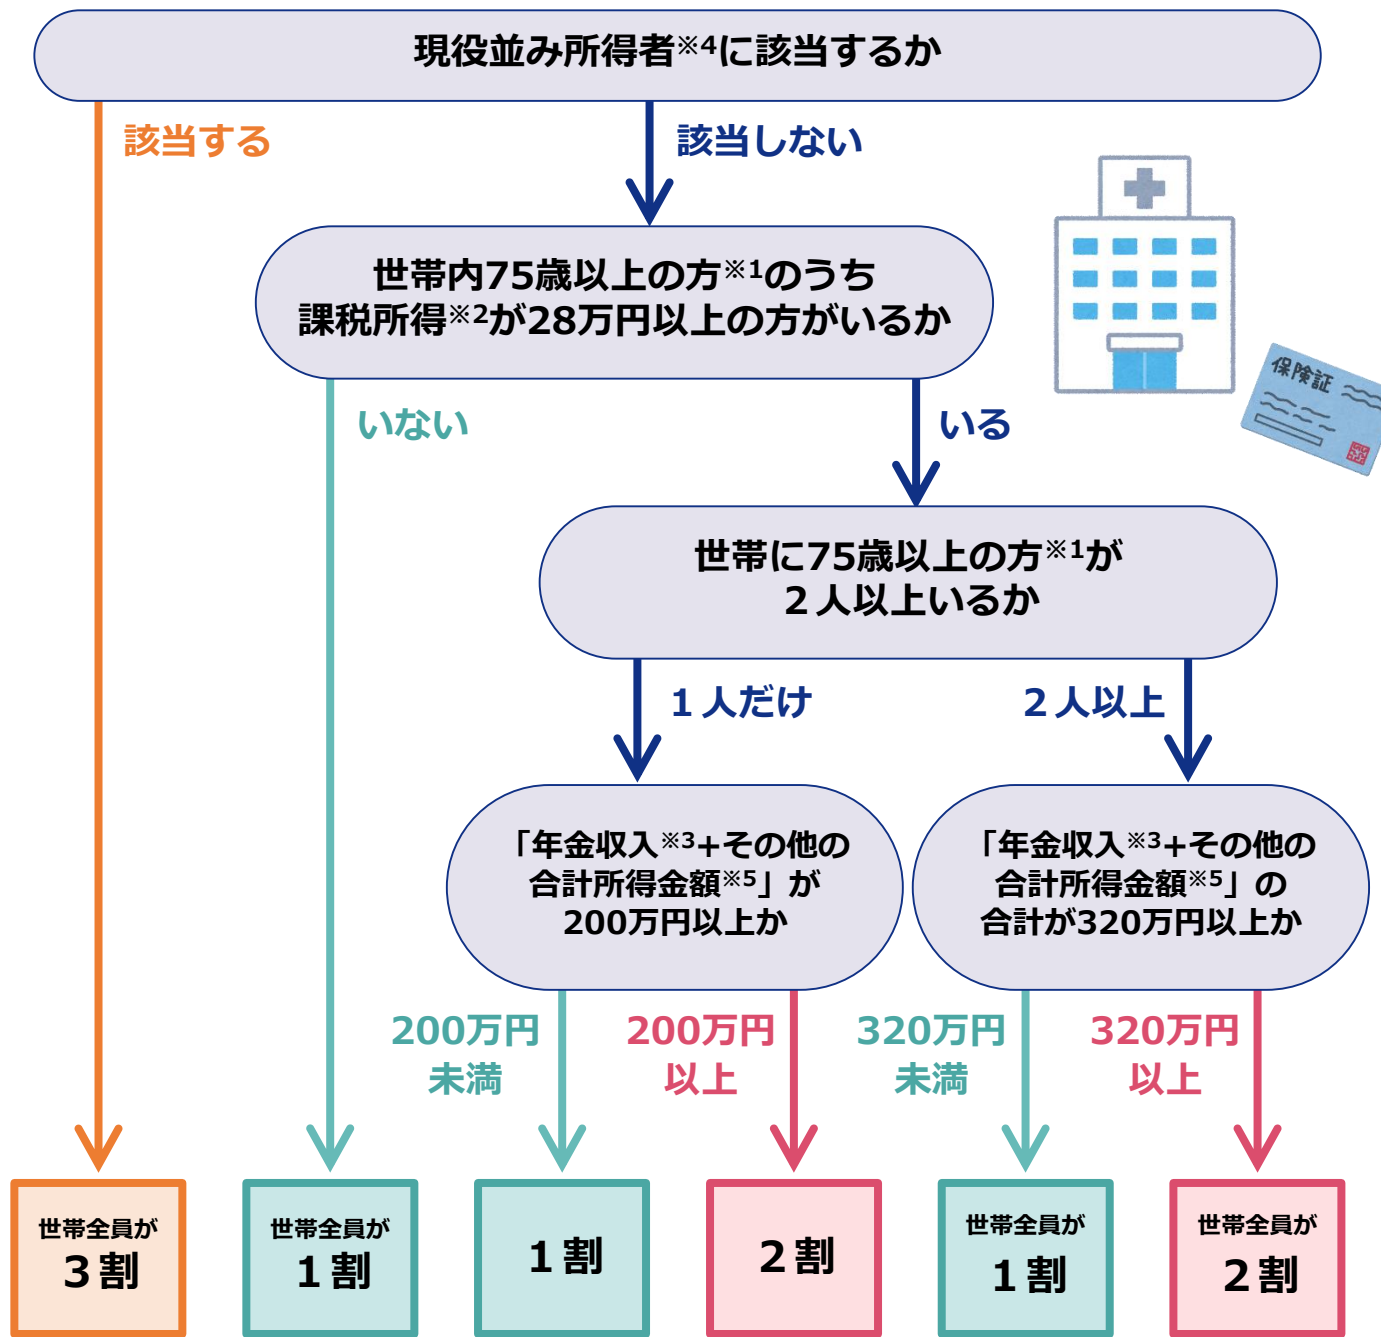 現役並み所得者※4に該当するか
該当する
該当しない
世帯内75歳以上の方※1のうち
課税所得※2が28万円以上の方がいるか
保険証
いない
いる
世帯に75歳以上の方※1が
２人以上いるか
１人だけ
２人以上
「年金収入※3+その他の
合計所得金額※5」が
200万円以上か
「年金収入※3+その他の
合計所得金額※5」の
合計が320万円以上か
200万円
未満
200万円
以上
320万円
未満
320万円
以上
世帯全員が
３割
世帯全員が
１割
１割
２割
世帯全員が
１割
世帯全員が
２割